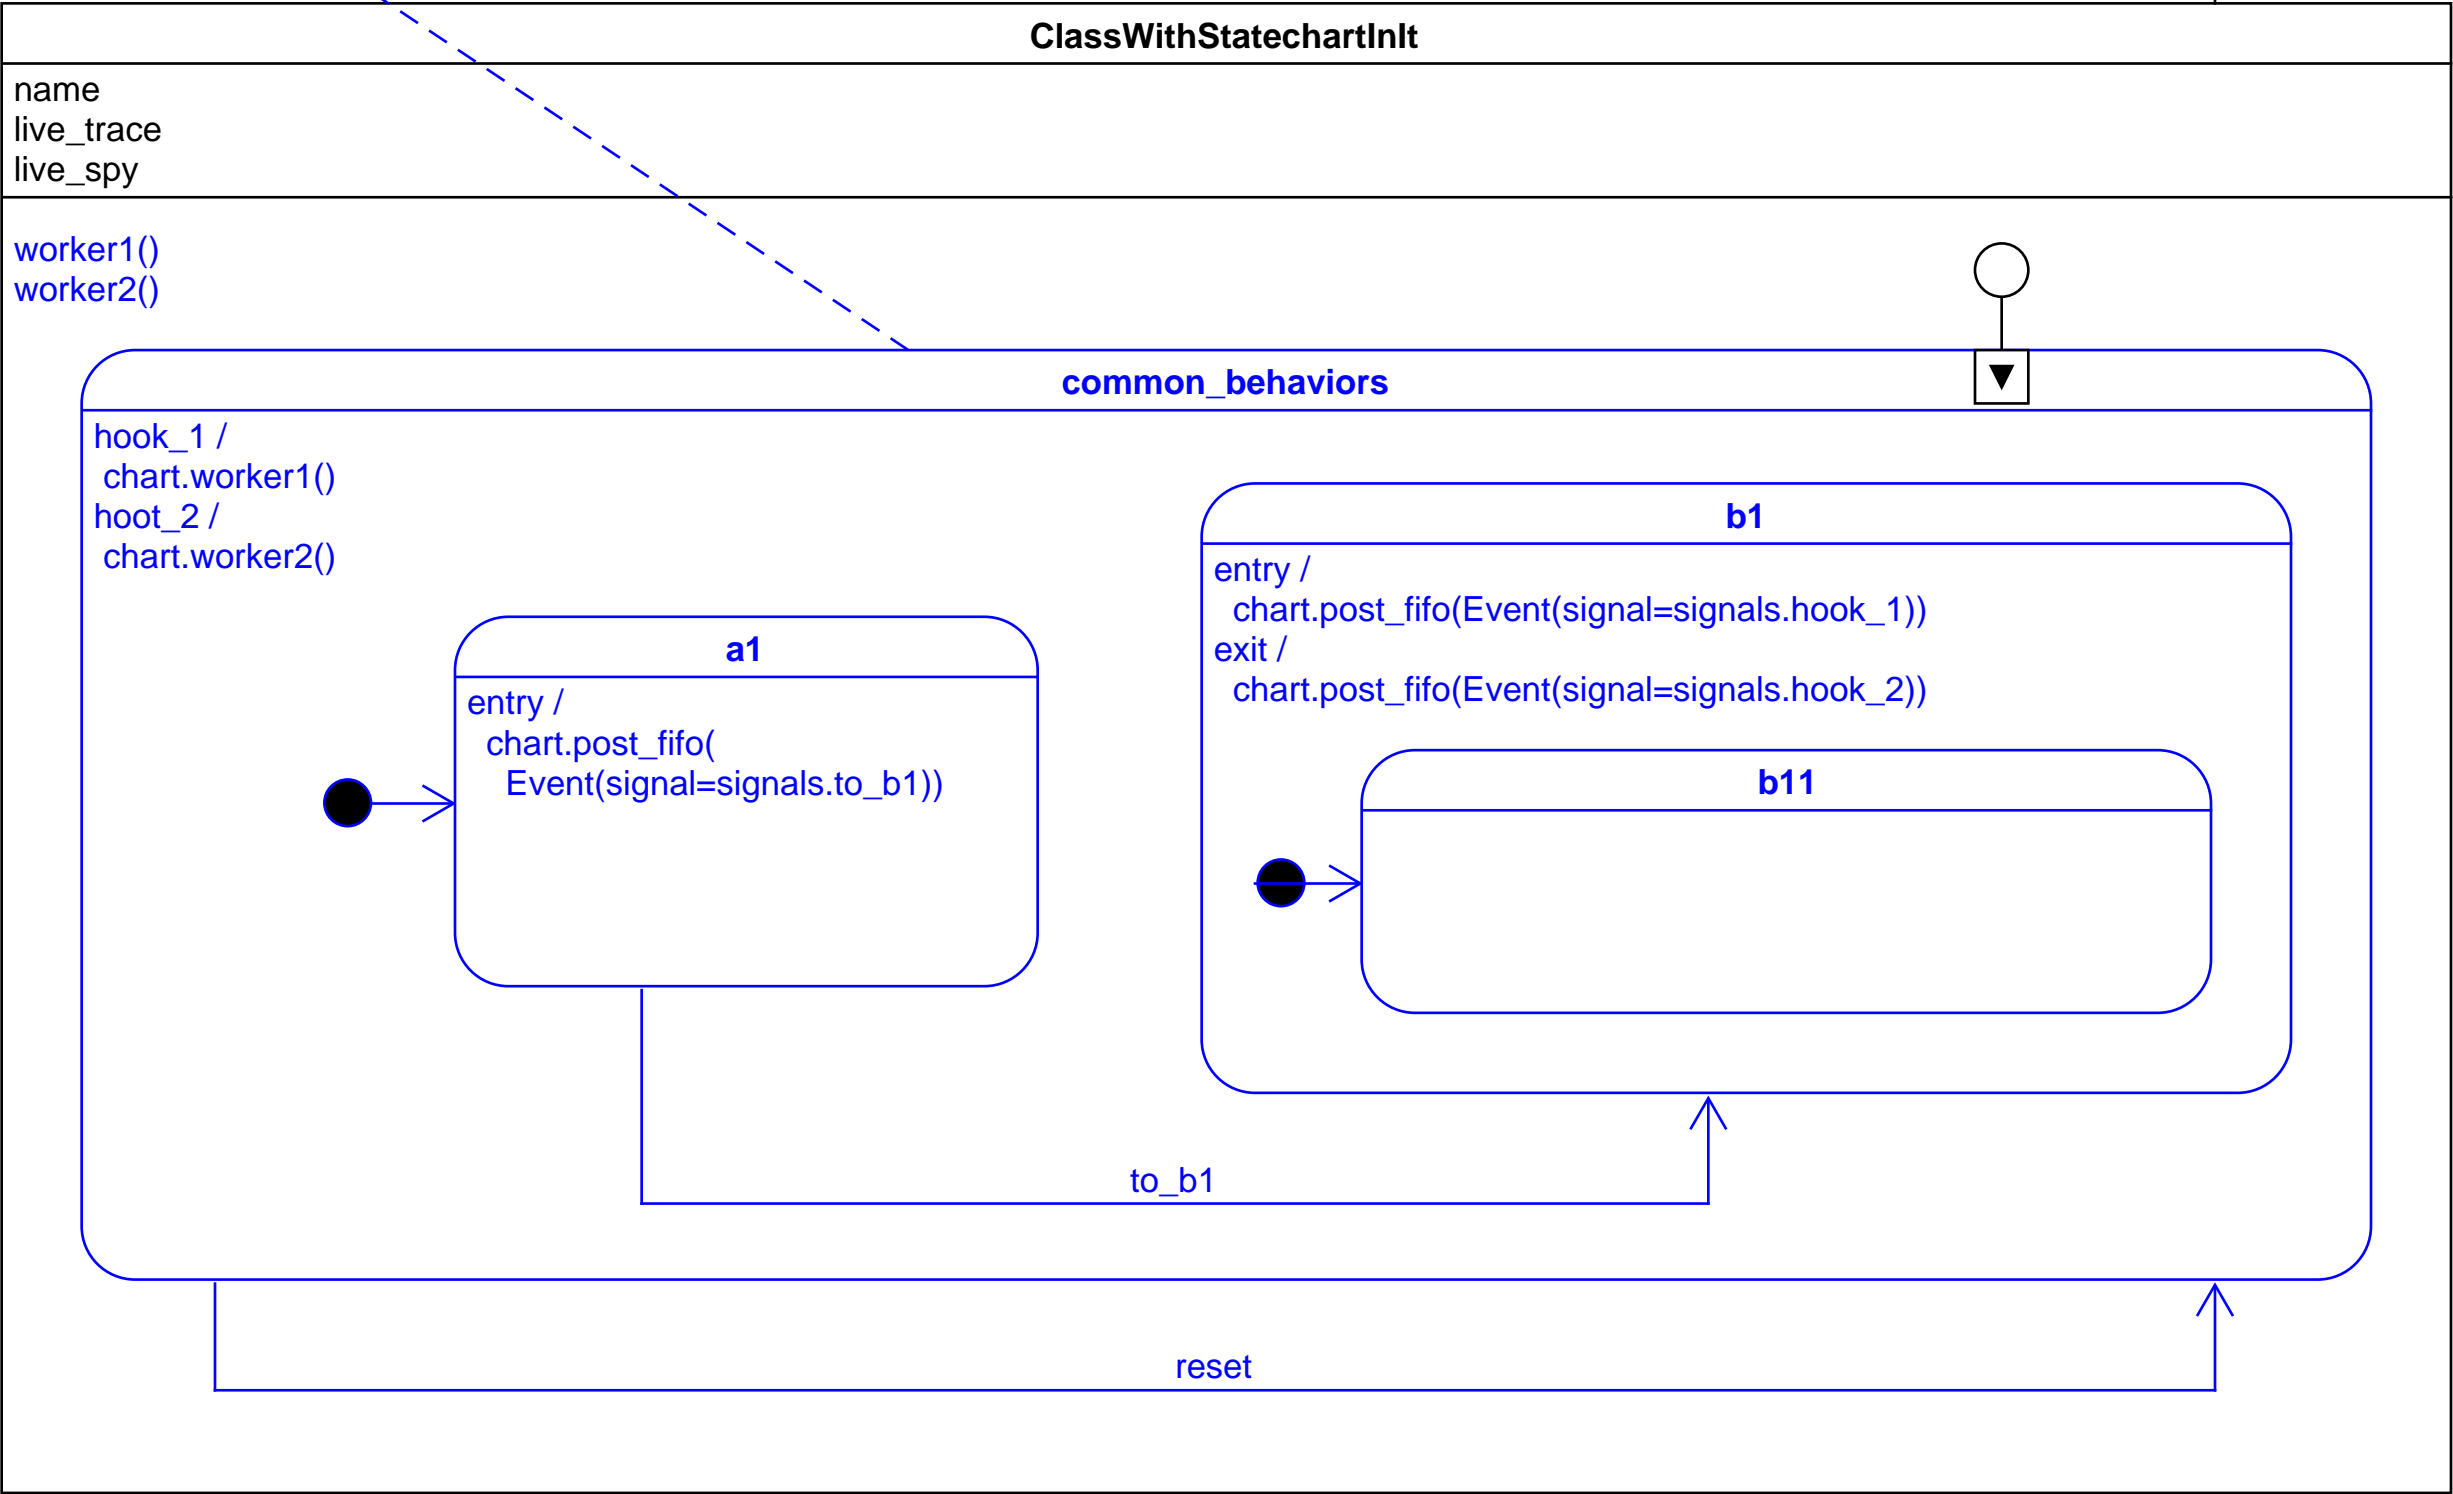 ClassWithStatechartInIt
name
live_trace
live_spy
worker1()
worker2()
common_behaviors
hook_1 /
chart.worker1()
hoot_2 /
chart.worker2()
b1
entry /
chart.post_fifo(Event(signal=signals.hook_1))
exit /
chart.post_fifo(Event(signal=signals.hook_2))
a1
entry /
chart.post_fifo(
Event(signal=signals.to_b1))
b11
to_b1
reset